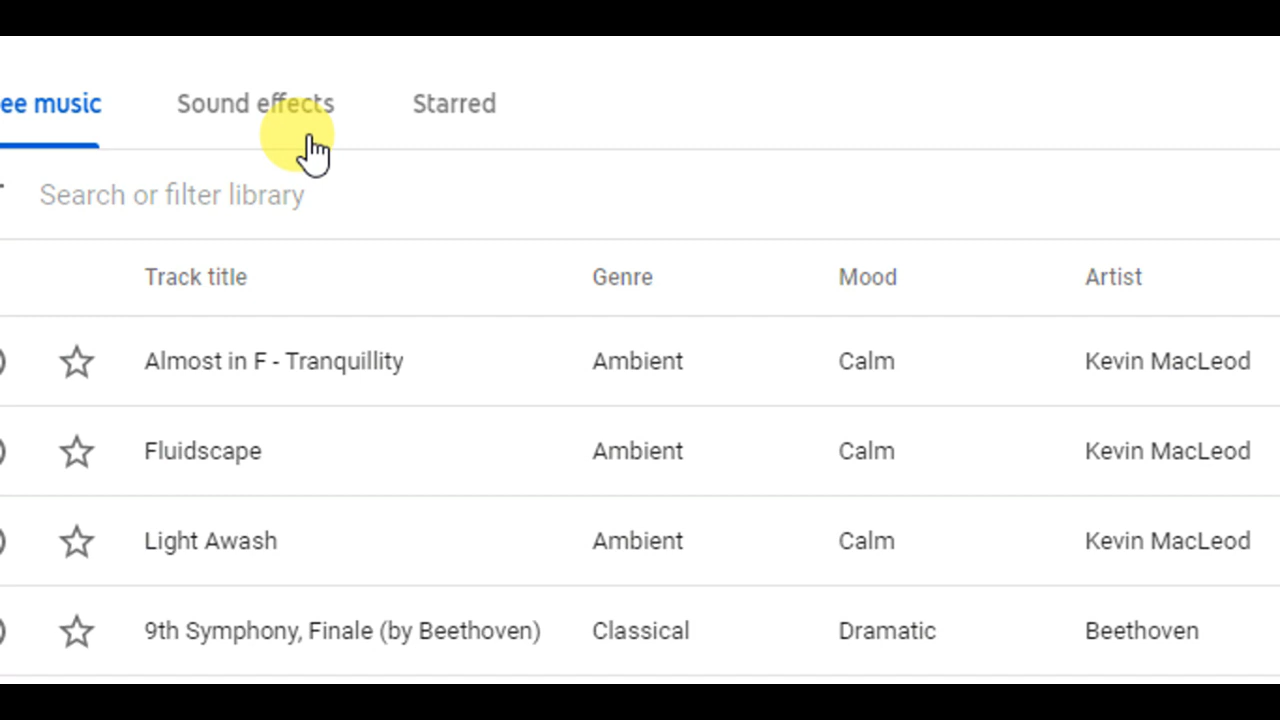 ee music Sound effects Starred
Search or filter library
Track title Genre Mood Artist
Almost in F - Tranquillity Ambient Calm Kevin MacLeod
Fluidscape Ambient Calm Kevin MacLeod
Light Awash Ambient Calm Kevin MacLeod
9th Symphony, Finale (by Beethoven) Classical Dramatic Beethoven